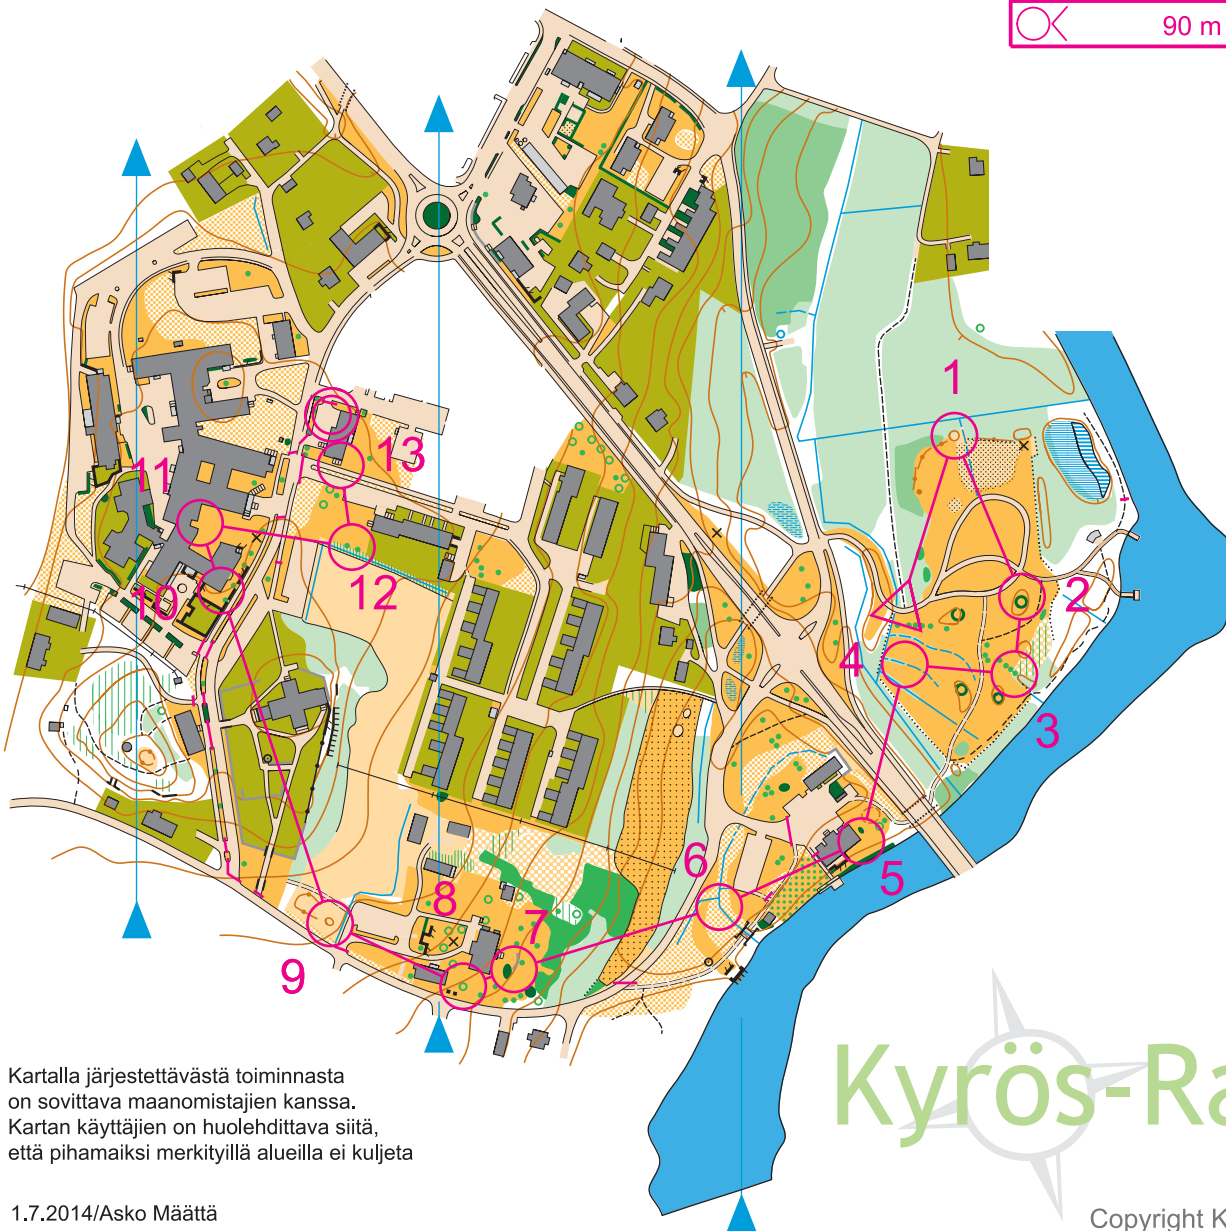 90 m
1
13
11
12
10
2
4
3
6
5
8
7
9
Kartalla järjestettävästä toiminnasta
on sovittava maanomistajien kanssa.
Kartan käyttäjien on huolehdittava siitä,
että pihamaiksi merkityillä alueilla ei kuljeta
Kyrös-Ra
1.7.2014/Asko Määttä
Copyright K